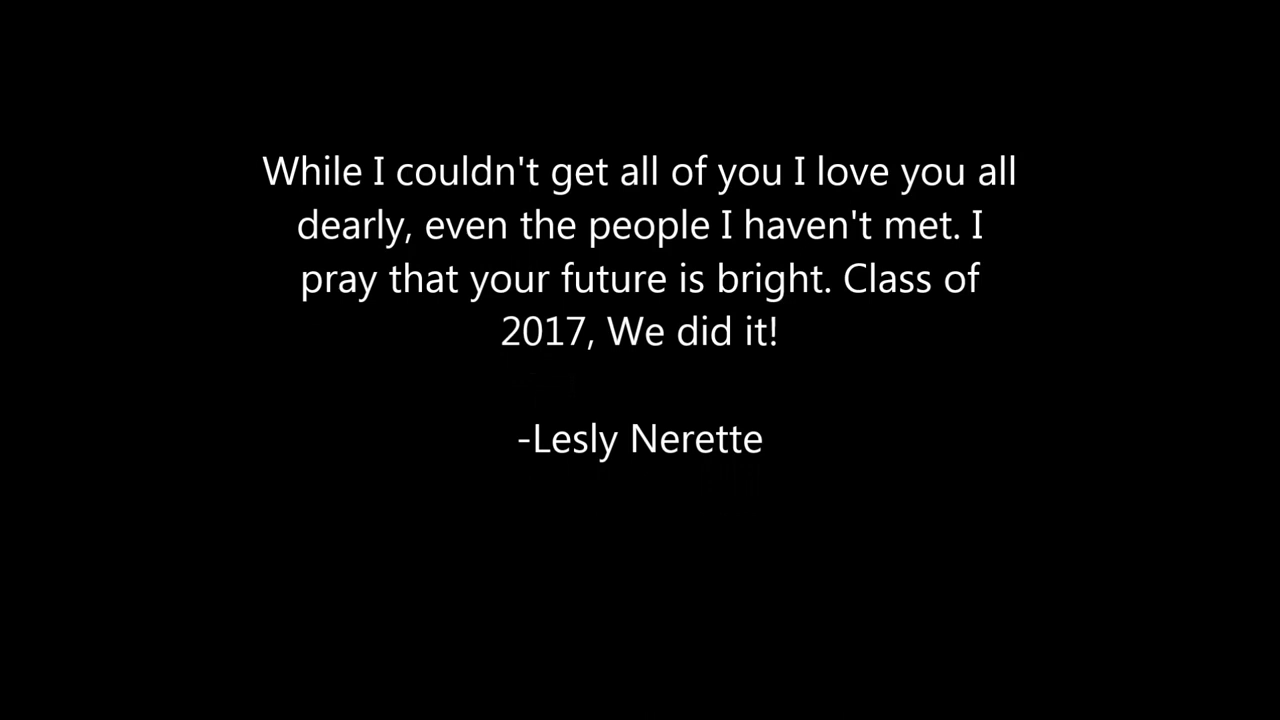 While I couldn't get all of you I love you all
dearly, even the people I haven't met. I
pray that your future is bright. Class of
2017, We did it!
-Lesly Nerette